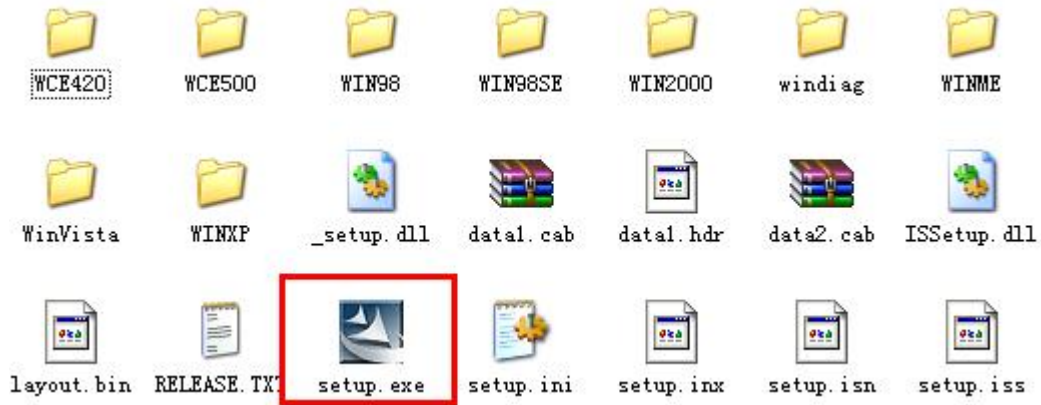 WCE420 WCE500 WIN98 WIN98SE WIN2000 windiag WINME
WinVista WINXP _setup.dll data1.cab data1.hdr data2.cab ISSetup.dll
layout.bin RELEASE.TXT setup.exe setup.ini setup.inx setup.isn setup.iss